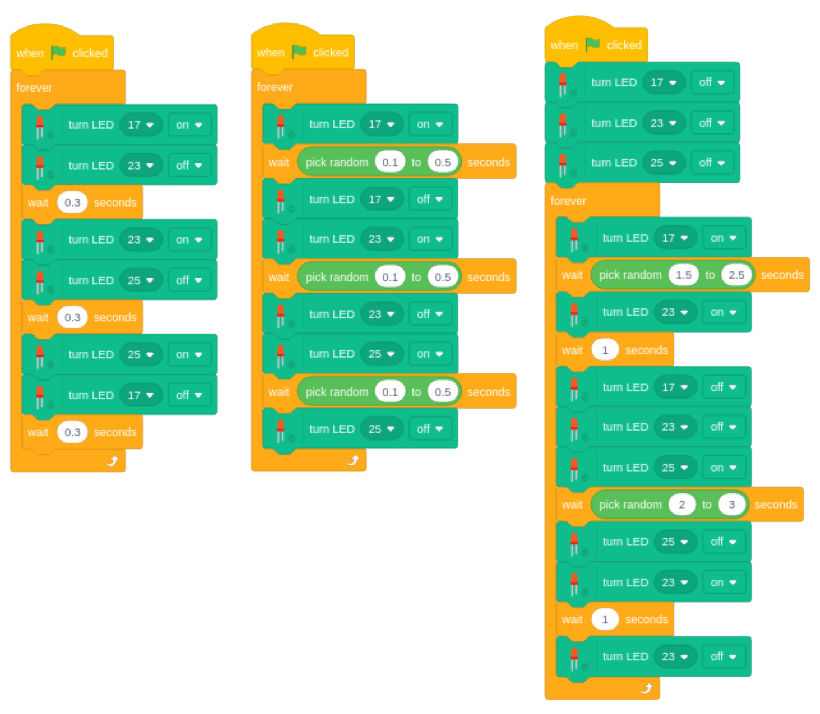 when clicked
forever
turn LED 17 on
turn LED 23 off
wait 0.3 seconds
turn LED 23 on
turn LED 25 off
wait 0.3 seconds
turn LED 25 on
turn LED 17 off
wait 0.3 seconds
when clicked
forever
turn LED 17 on
wait pick random 0.1 to 0.5 seconds
turn LED 17 off
turn LED 23 on
wait pick random 0.1 to 0.5 seconds
turn LED 23 off
turn LED 25 on
wait pick random 0.1 to 0.5 seconds
turn LED 25 off
when clicked
turn LED 17 off
turn LED 23 off
turn LED 25 off
forever
turn LED 17 on
wait pick random 1.5 to 2.5 seconds
turn LED 23 on
wait 1 seconds
turn LED 17 off
turn LED 23 off
turn LED 25 on
wait pick random 2 to 3 seconds
turn LED 25 off
turn LED 23 on
wait 1 seconds
turn LED 23 off